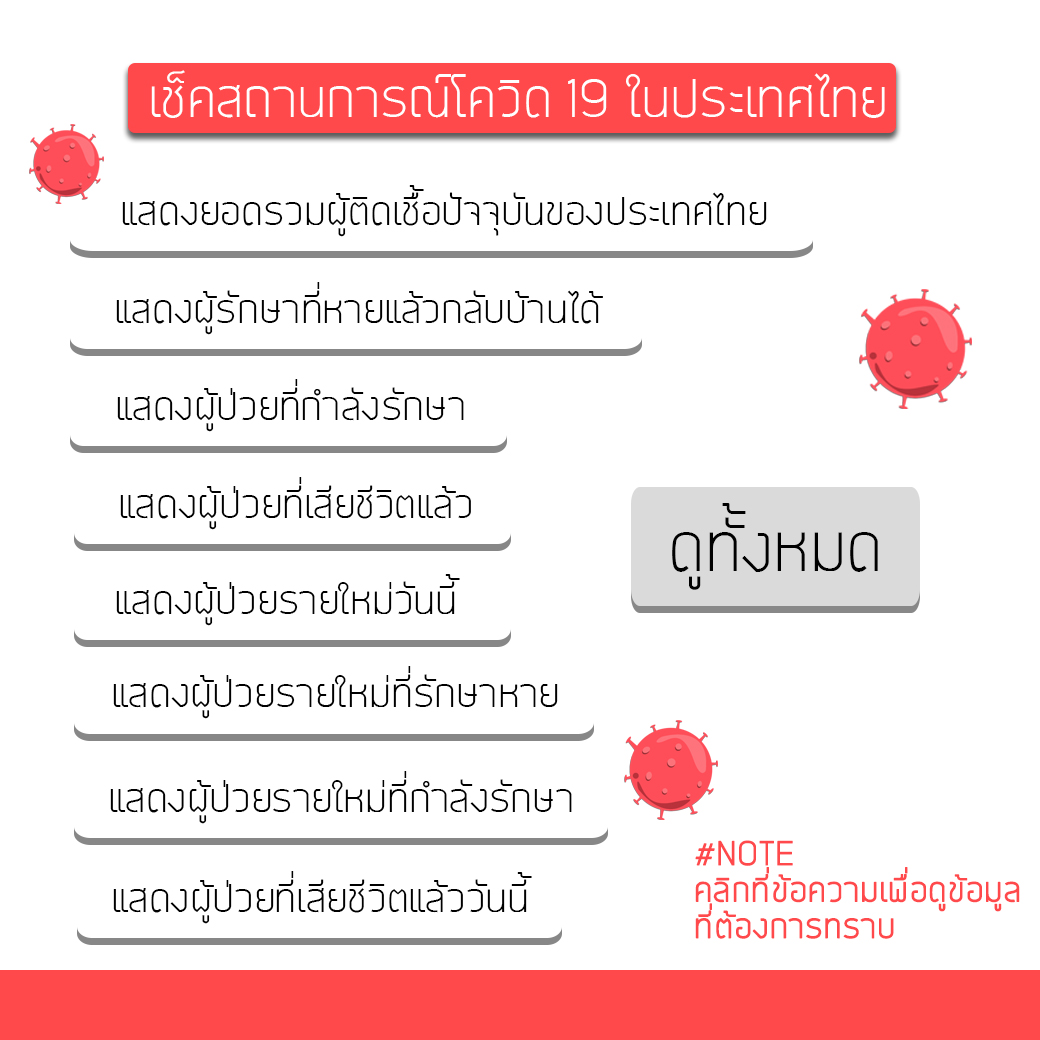 เช็คสถานการณ์โควิด 19 ในประเทศไทย
แสดงยอดรวมผู้ติดเชื้อปัจจุบันของประเทศไทย
แสดงผู้รักษาที่หายแล้วกลับบ้านได้
แสดงผู้ป่วยที่กำลังรักษา
แสดงผู้ป่วยที่เสียชีวิตแล้ว
ดูทั้งหมด
แสดงผู้ป่วยรายใหม่วันนี้
แสดงผู้ป่วยรายใหม่ที่รักษาหาย
แสดงผู้ป่วยรายใหม่ที่กำลังรักษา
แสดงผู้ป่วยที่เสียชีวิตแล้ววันนี้
#NOTE
คลิกที่ข้อความเพื่อดูข้อมูล
ที่ต้องการทราบ